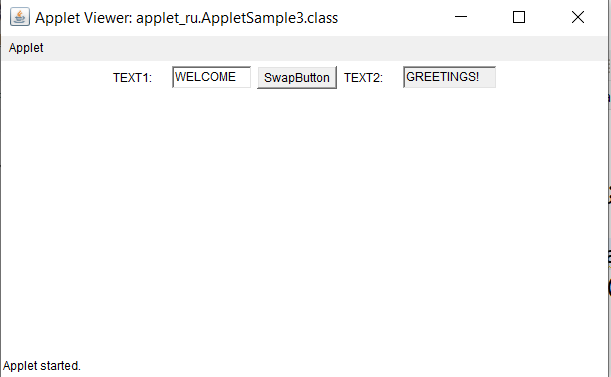 Applet Viewer: applet_ru.AppletSample3.class
Applet
TEXT1: WELCOME SwapButton TEXT2: GREETINGS!
Applet started.